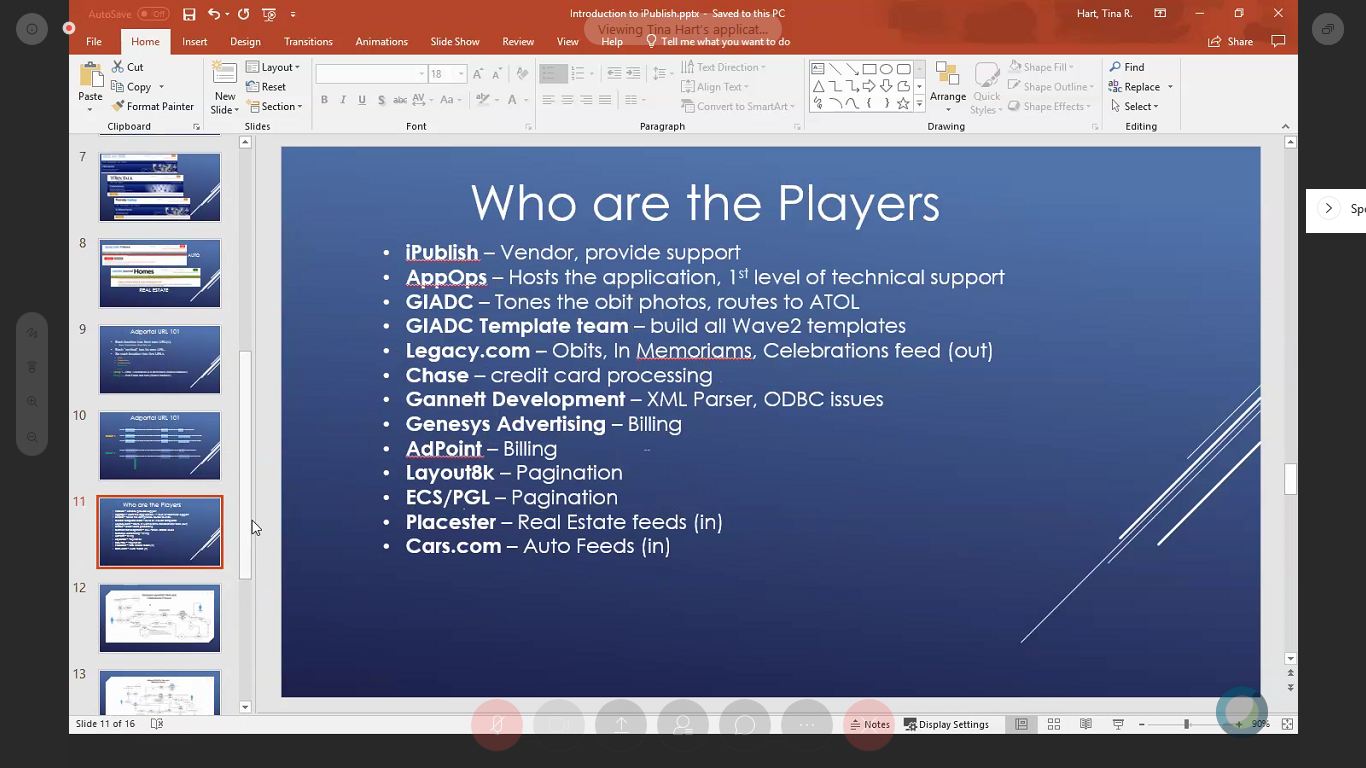 AutoSave Off
Introduction to iPublish.pptx - Saved to this PC
Hart, Tina R.
Viewing Tina Hart's applicat...
File Home Insert Design Transitions Animations Slide Show Review View Help Tell me what you want to do Share
Paste Cut Copy Format Painter
New Slide Layout Reset Section
18
Text Direction Align Text Convert to SmartArt
Arrange Quick Styles Shape Fill Shape Outline Shape Effects
Find Replace Select
Clipboard Slides Font Paragraph Drawing Editing
7
8
AUTO
Homes
REAL ESTATE
9
Adportal URL 101
10
Adportal URL 101
11
Who are the Players
12
13
Who are the Players
• iPublish – Vendor, provide support
• AppOps – Hosts the application, 1st level of technical support
• GIADC – Tones the obit photos, routes to ATOL
• GIADC Template team – build all Wave2 templates
• Legacy.com – Obits, In Memoriams, Celebrations feed (out)
• Chase – credit card processing
• Gannett Development – XML Parser, ODBC issues
• Genesys Advertising – Billing
• AdPoint – Billing
• Layout8k – Pagination
• ECS/PGL – Pagination
• Placester – Real Estate feeds (in)
• Cars.com – Auto Feeds (in)
Spe
Slide 11 of 16
Notes Display Settings 90%